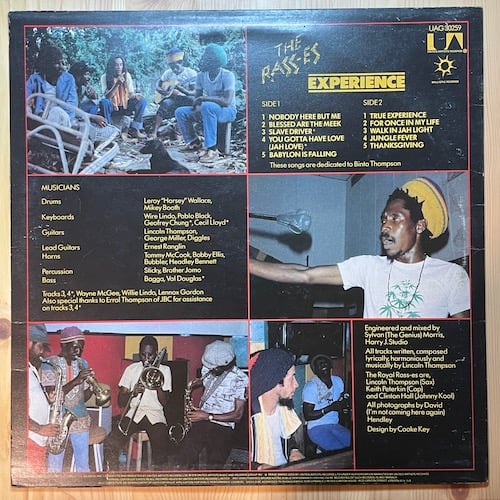 UAG 30259
UA
THE
RASS-ES
EXPERIENCE
SIDE 1
1 NOBODY HERE BUT ME
2 BLESSED ARE THE MEEK
3 SLAVE DRIVER*
4 YOU GOTTA HAVE LOVE
(JAH LOVE)*
5 BABYLON IS FALLING
SIDE 2
1 TRUE EXPERIENCE
2 FOR ONCE IN MY LIFE
3 WALK IN JAH LIGHT
4 JUNGLE FEVER
5 THANKSGIVING
These songs are dedicated to Binta Thompson
MUSICIANS
Drums Leroy "Horsey" Wallace,
Mikey Booth
Keyboards Wire Lindo, Pablo Black,
Geofrey Chung*, Cecil Lloyd*
Guitars Lincoln Thompson,
George Miller, Diggles
Lead Guitars Ernest Ranglin
Horns Tommy McCook, Bobby Ellis,
Bubbler, Headley Bennett
Percussion Sticky, Brother Jomo
Bass Bagga, Val Douglas*
Tracks 3, 4*, Wayne McGee, Willie Lindo, Lennox Gordon
Also special thanks to Errol Thompson of JBC for assistance
on tracks 3, 4*
Engineered and mixed by
Sylvan (The Genius) Morris,
Harry J. Studio
All tracks written, composed
lyrically, harmoniously and
musically by Lincoln Thompson
The Royal Rass-es are,
Lincoln Thompson (Sax)
Keith Peterkin (Cap)
and Clinton Hall (Johnny Kool)
All photographs by David
(I'm not coming here again)
Hendley
Design by Cooke Key